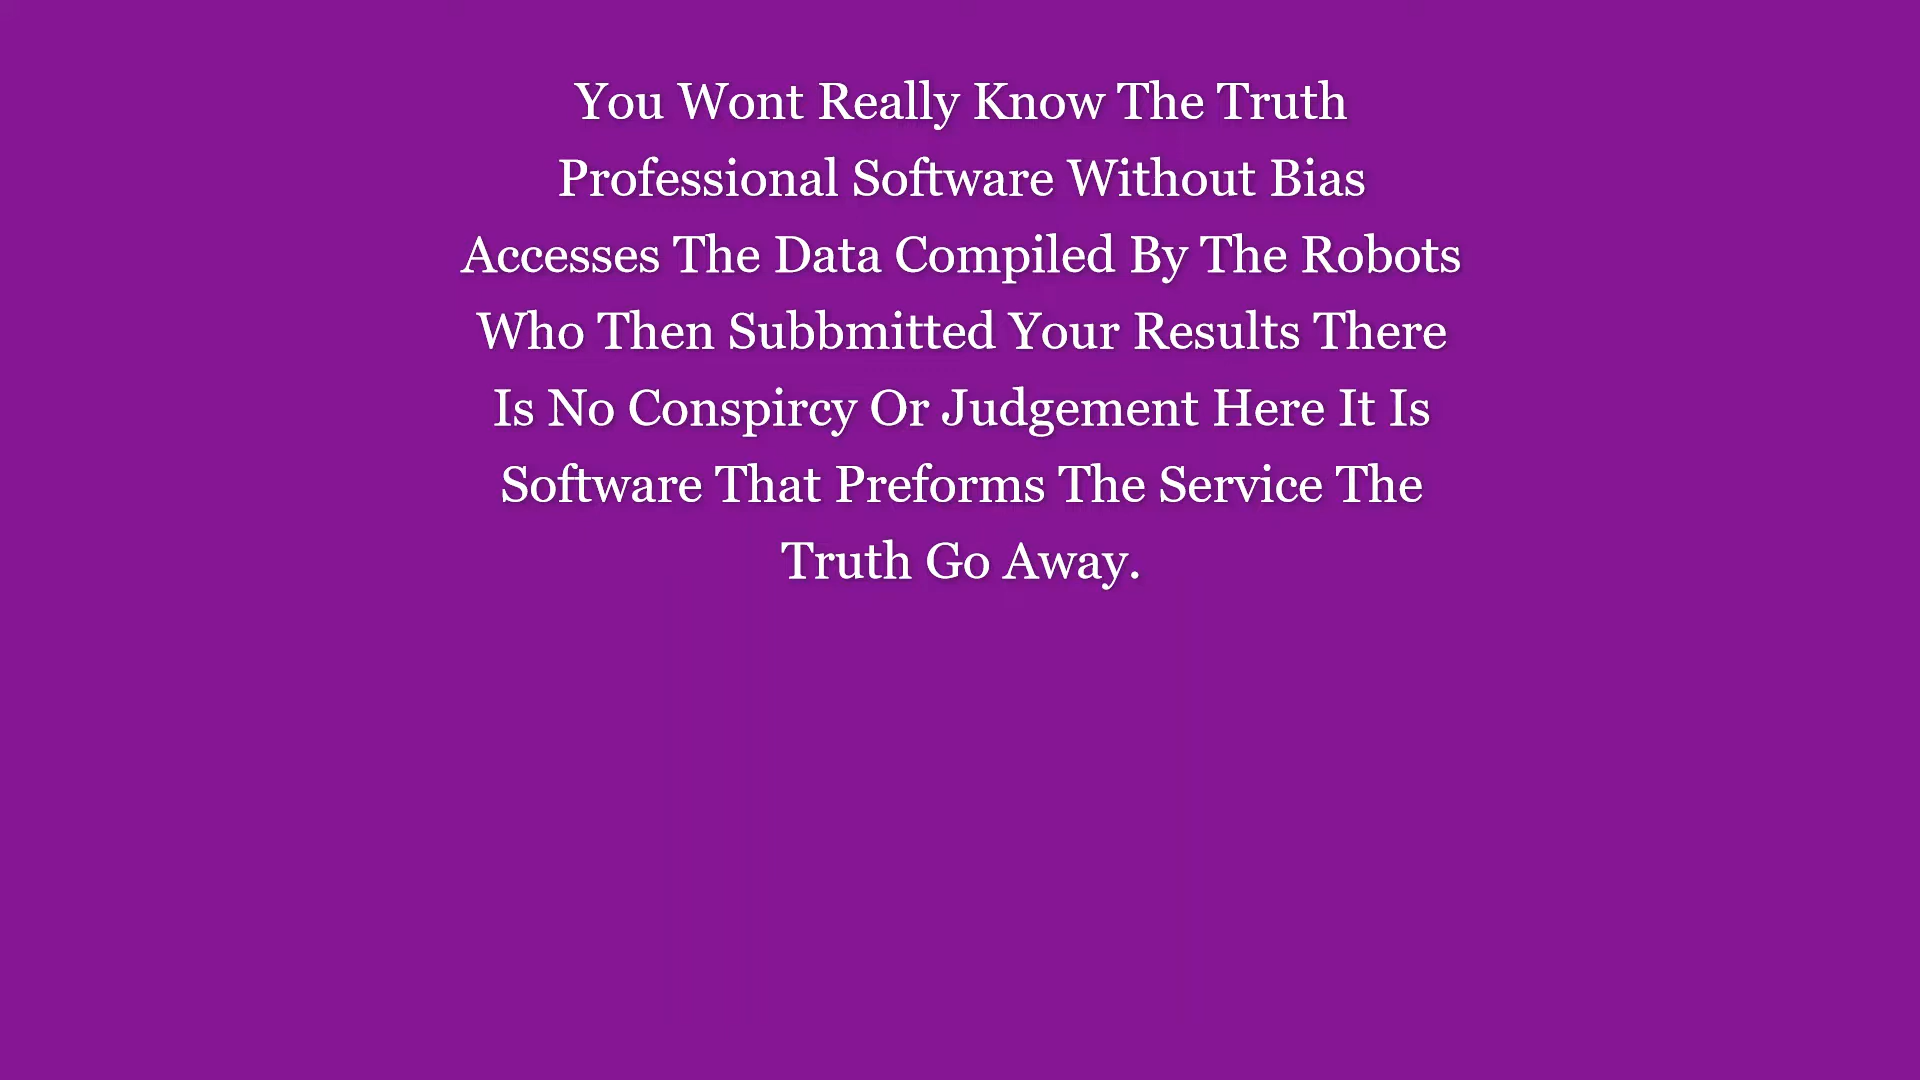 You Wont Really Know The Truth
Professional Software Without Bias
Accesses The Data Compiled By The Robots
Who Then Subbmitted Your Results There
Is No Conspircy Or Judgement Here It Is
Software That Preforms The Service The
Truth Go Away.